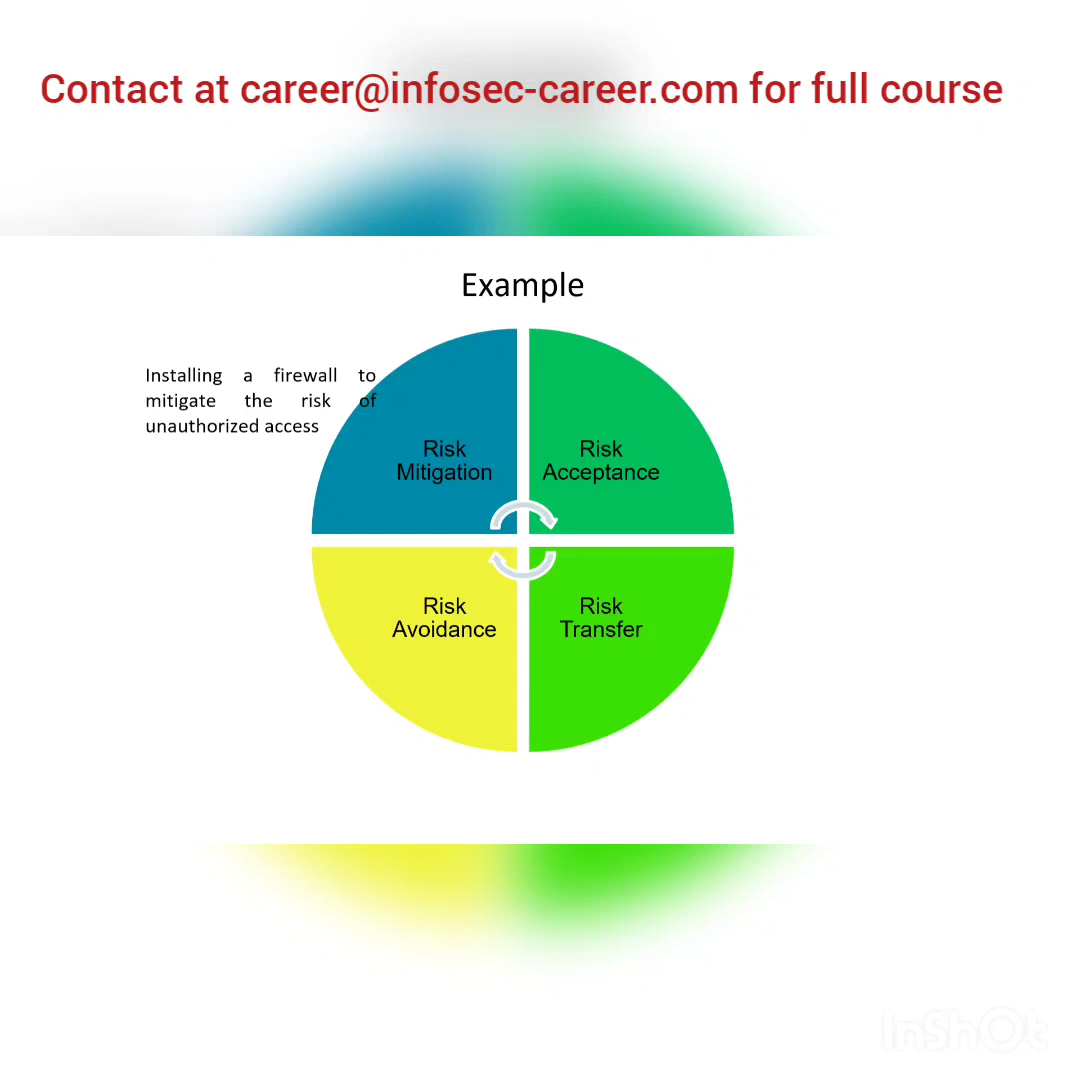 Contact at career@infosec-career.com for full course
Example
Installing a firewall to
mitigate the risk of
unauthorized access
Risk
Mitigation
Risk
Acceptance
Risk
Avoidance
Risk
Transfer
InShOt